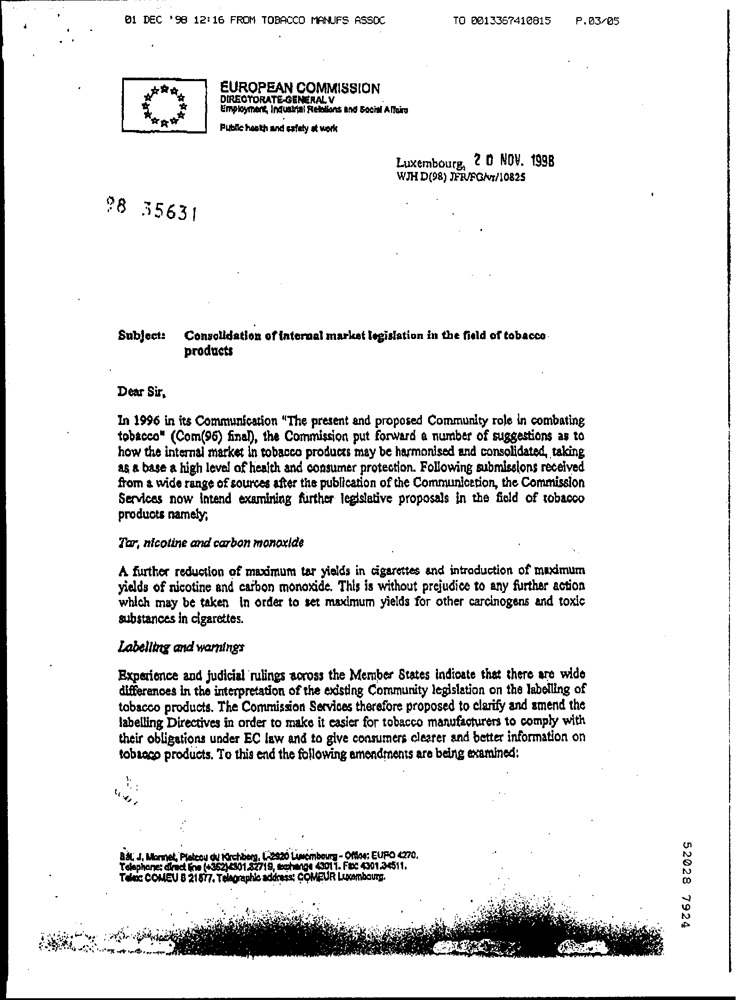 01 DEC '98 12:16 FROM TOBACCO MANUFS ASSOC TO 0013367410815 P.03/05
EUROPEAN COMMISSION
DIRECTORATE-GENERAL V
Employment, Industrial Relations and Social Affairs
Public health and safety at work
Luxembourg, 20 NOV. 1998
WJH D(98) JFR/FG/vr/10825
98 35631
Subject: Consolidation of internal market legislation in the field of tobacco
products
Dear Sir,
In 1996 in its Communication "The present and proposed Community role in combating
tobacco" (Com(96) final), the Commission put forward a number of suggestions as to
how the internal market in tobacco products may be harmonised and consolidated, taking
as a base a high level of health and consumer protection. Following submissions received
from a wide range of sources after the publication of the Communication, the Commission
Services now intend examining further legislative proposals in the field of tobacco
products namely;
Tar, nicotine and carbon monoxide
A further reduction of maximum tar yields in cigarettes and introduction of maximum
yields of nicotine and carbon monoxide. This is without prejudice to any further action
which may be taken in order to set maximum yields for other carcinogens and toxic
substances in cigarettes.
Labelling and warnings
Experience and judicial rulings across the Member States indicate that there are wide
differences in the interpretation of the existing Community legislation on the labelling of
tobacco products. The Commission Services therefore proposed to clarify and amend the
labelling Directives in order to make it easier for tobacco manufacturers to comply with
their obligations under EC law and to give consumers clearer and better information on
tobacco products. To this end the following amendments are being examined:
Bât. J. Monnet, Plateau du Kirchberg, L-2920 Luxembourg - Office: EUFO 4270.
Telephone: direct line (+352)4301.32719, exchange 43011. Fax: 4301.34511.
Telex: COMEU B 21877. Telegraphic address: COMEUR Luxembourg.
52028 7924